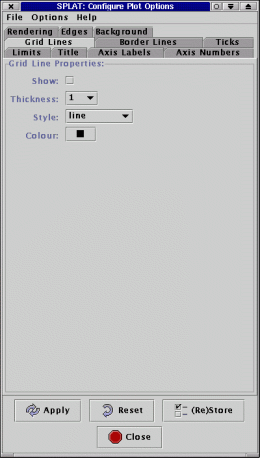 SPLAT: Configure Plot Options
File Options Help
Rendering Edges Background
Grid Lines Border Lines Ticks
Limits Title Axis Labels Axis Numbers
Grid Line Properties:
Show:
Thickness: 1
Style: line
Colour:
Apply Reset (Re)Store
Close